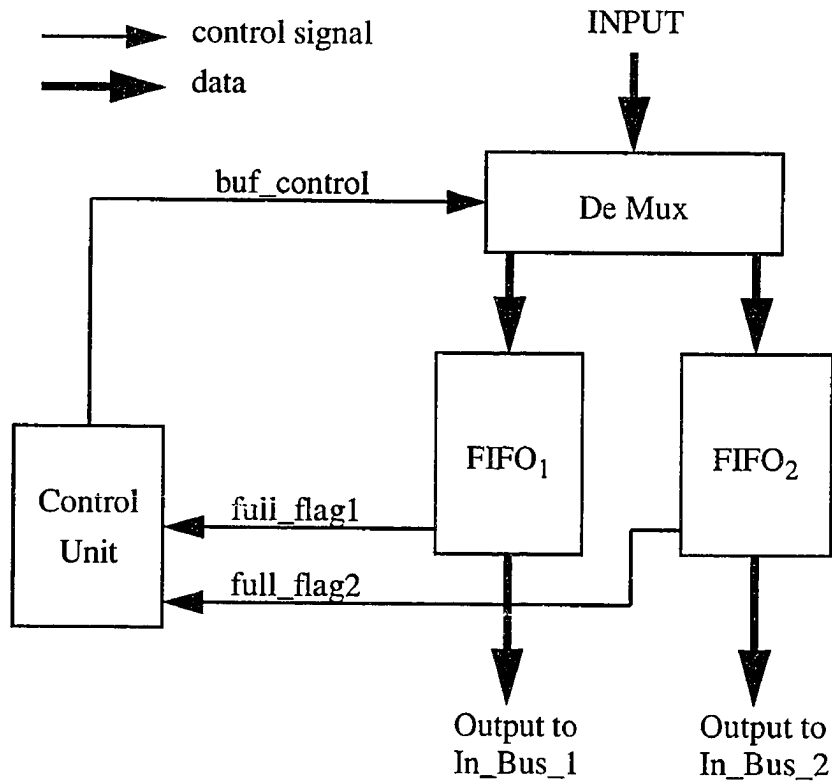 control signal
data
INPUT
buf_control
De Mux
FIFO1
FIFO2
Control
Unit
full_flag1
full_flag2
Output to
In_Bus_1
Output to
In_Bus_2